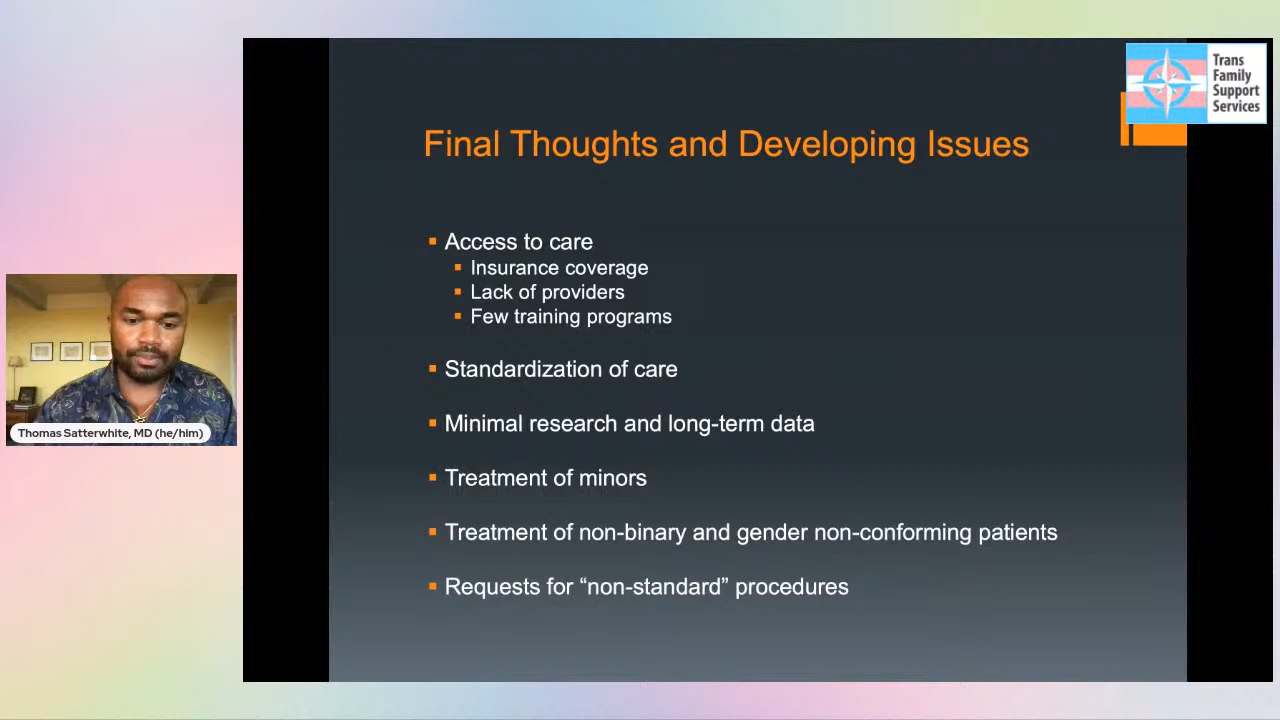 Trans
Family
Support
Services
Final Thoughts and Developing Issues
▪ Access to care
▪ Insurance coverage
▪ Lack of providers
▪ Few training programs
▪ Standardization of care
▪ Minimal research and long-term data
▪ Treatment of minors
▪ Treatment of non-binary and gender non-conforming patients
▪ Requests for “non-standard” procedures
Thomas Satterwhite, MD (he/him)